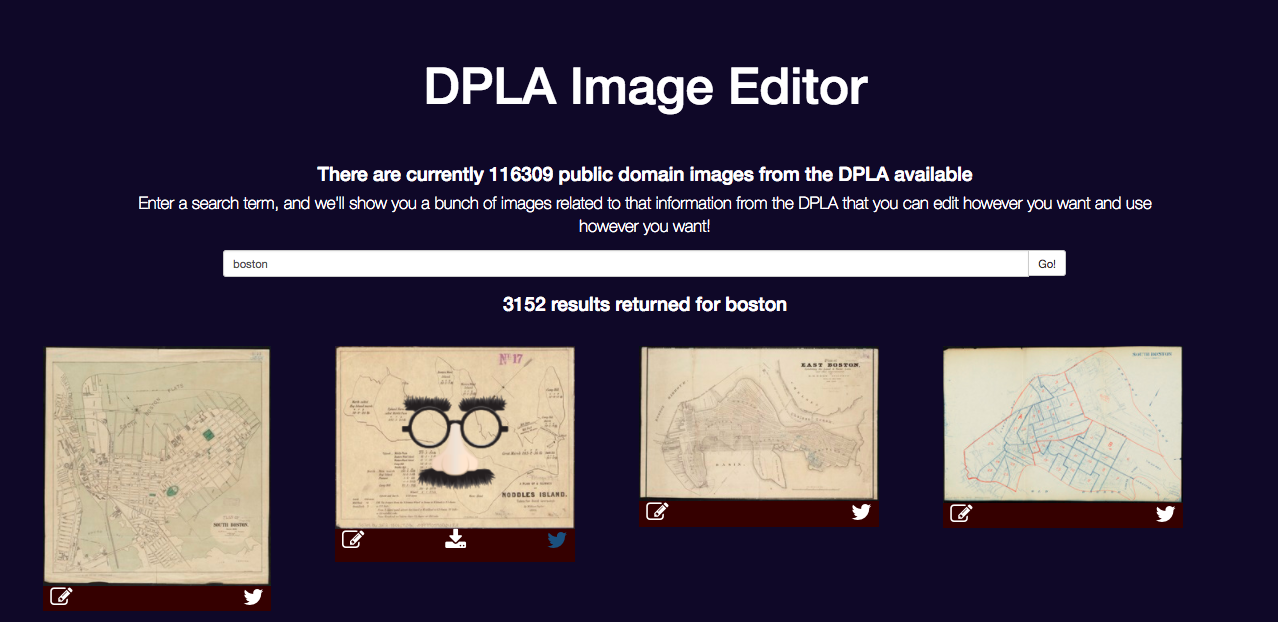 DPLA Image Editor
There are currently 116309 public domain images from the DPLA available
Enter a search term, and we'll show you a bunch of images related to that information from the DPLA that you can edit however you want and use
however you want!
boston
Go!
3152 results returned for boston
SOUTH BOSTON
No 17
NODDLES ISLAND.
EAST BOSTON.